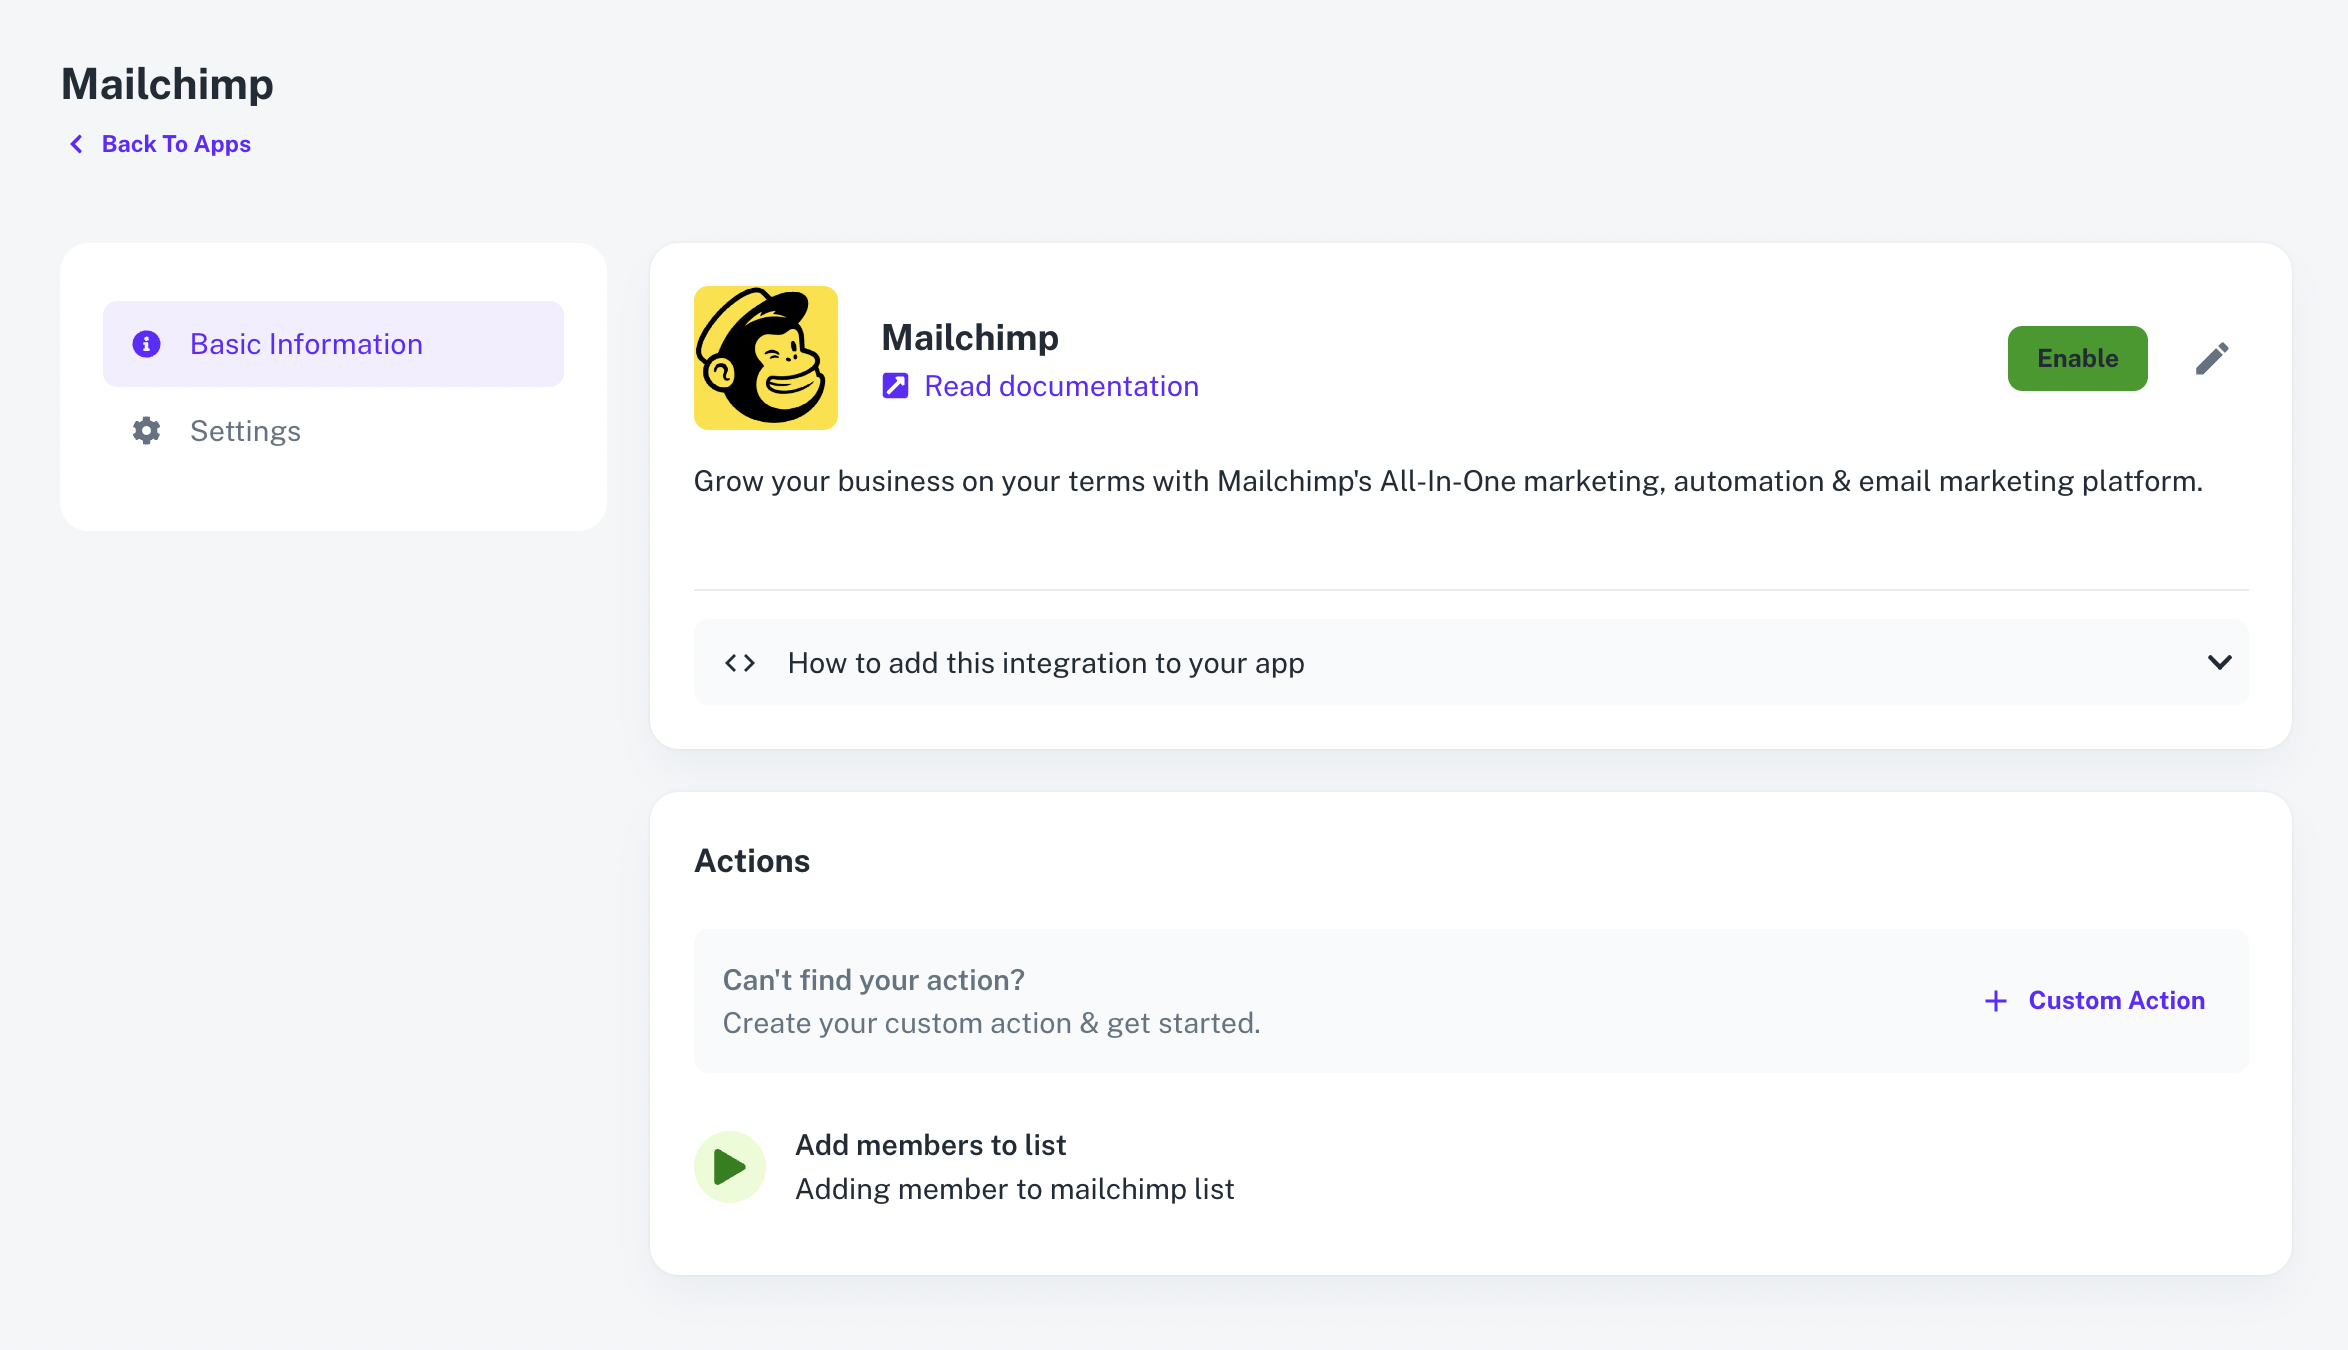 Mailchimp
Back To Apps
Basic Information
Settings
Mailchimp
Read documentation
Enable
Grow your business on your terms with Mailchimp's All-In-One marketing, automation & email marketing platform.
How to add this integration to your app
Actions
Can't find your action?
Create your custom action & get started.
Custom Action
Add members to list
Adding member to mailchimp list